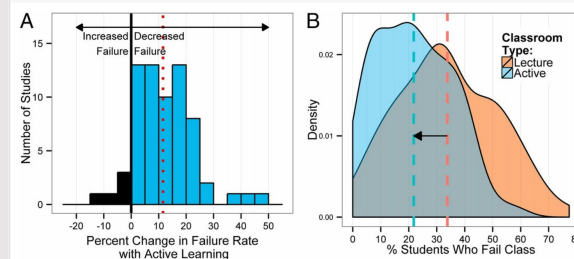 A
Increased Decreased
Failure Failure
15
10
5
0
Number of Studies
-20 -10 0 10 20 30 40 50
Percent Change in Failure Rate
with Active Learning
B
Classroom
Type:
Lecture
Active
0.02
0.01
0.00
Density
0 10 20 30 40 50 60 70
% Students Who Fail Class